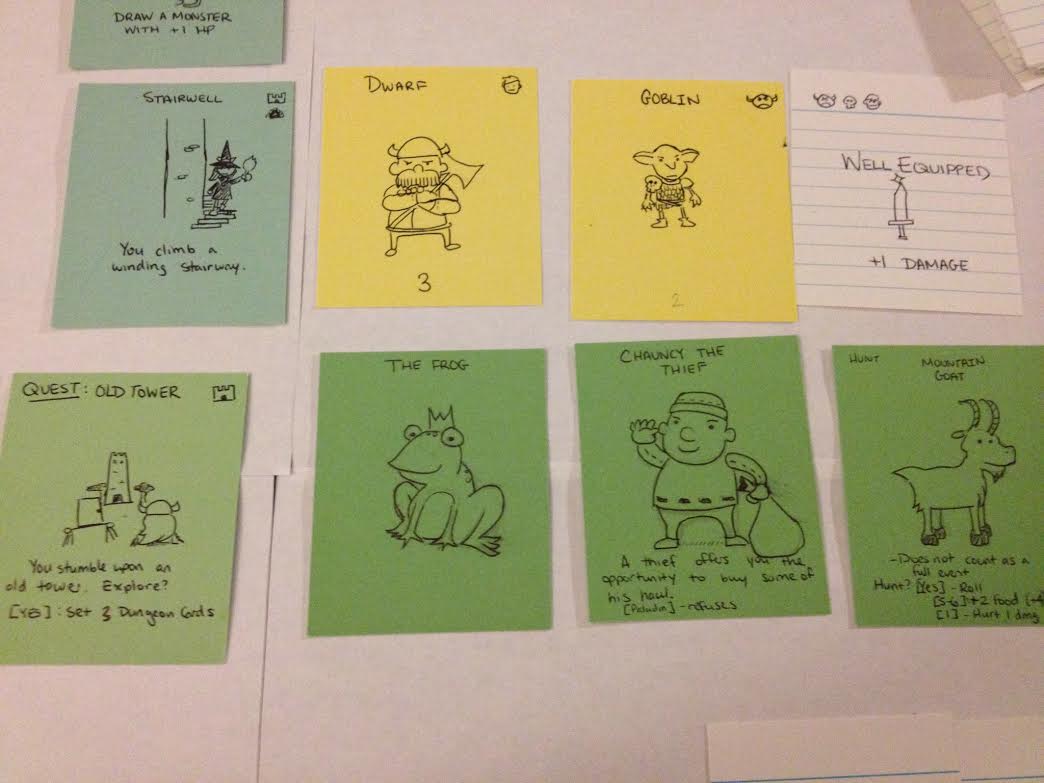 DRAW A MONSTER
WITH +1 HP
STAIRWELL
You climb a
winding stairway.
DWARF
3
GOBLIN
2
WELL EQUIPPED
+1 DAMAGE
QUEST: OLD TOWER
You stumble upon an
old tower. Explore?
[YES]: Set 3 Dungeon Cards
THE FROG
CHAUNCY THE
THIEF
A thief offers you the
opportunity to buy some of
his haul.
[Paladin] - refuses
HUNT
MOUNTAIN
GOAT
-Does not count as a
full event
Hunt? [Yes] - Roll
[5-6] +2 Food
[1] - Hurt 1 dmg